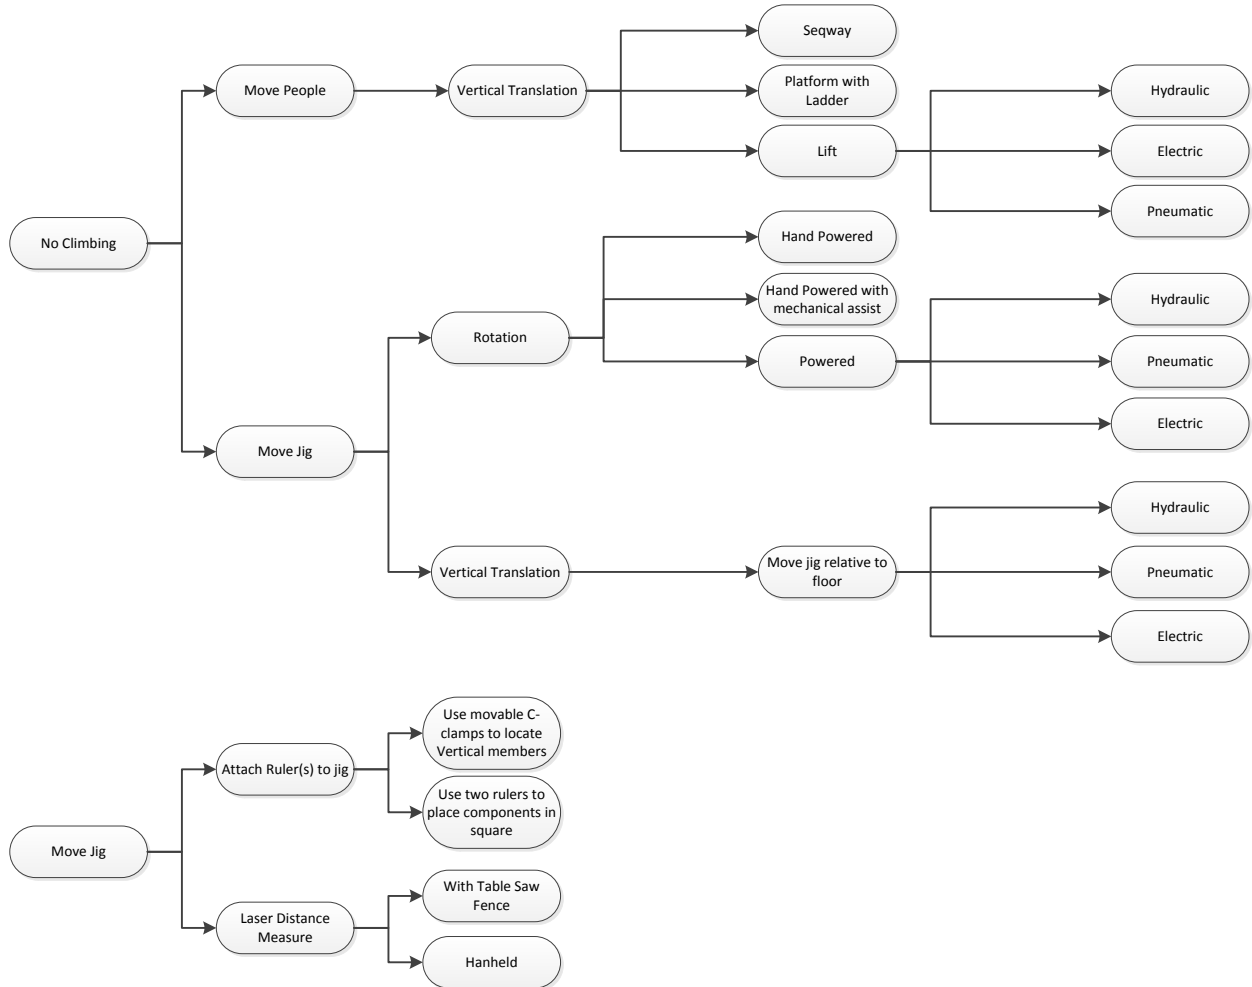 Seqway
Move People
Vertical Translation
Platform with
Ladder
Hydraulic
Lift
Electric
Pneumatic
No Climbing
Hand Powered
Hand Powered with
mechanical assist
Hydraulic
Rotation
Powered
Pneumatic
Electric
Move Jig
Hydraulic
Vertical Translation
Move jig relative to
floor
Pneumatic
Electric
Use movable C-
clamps to locate
Vertical members
Attach Ruler(s) to jig
Use two rulers to
place components in
square
Move Jig
With Table Saw
Fence
Laser Distance
Measure
Hanheld